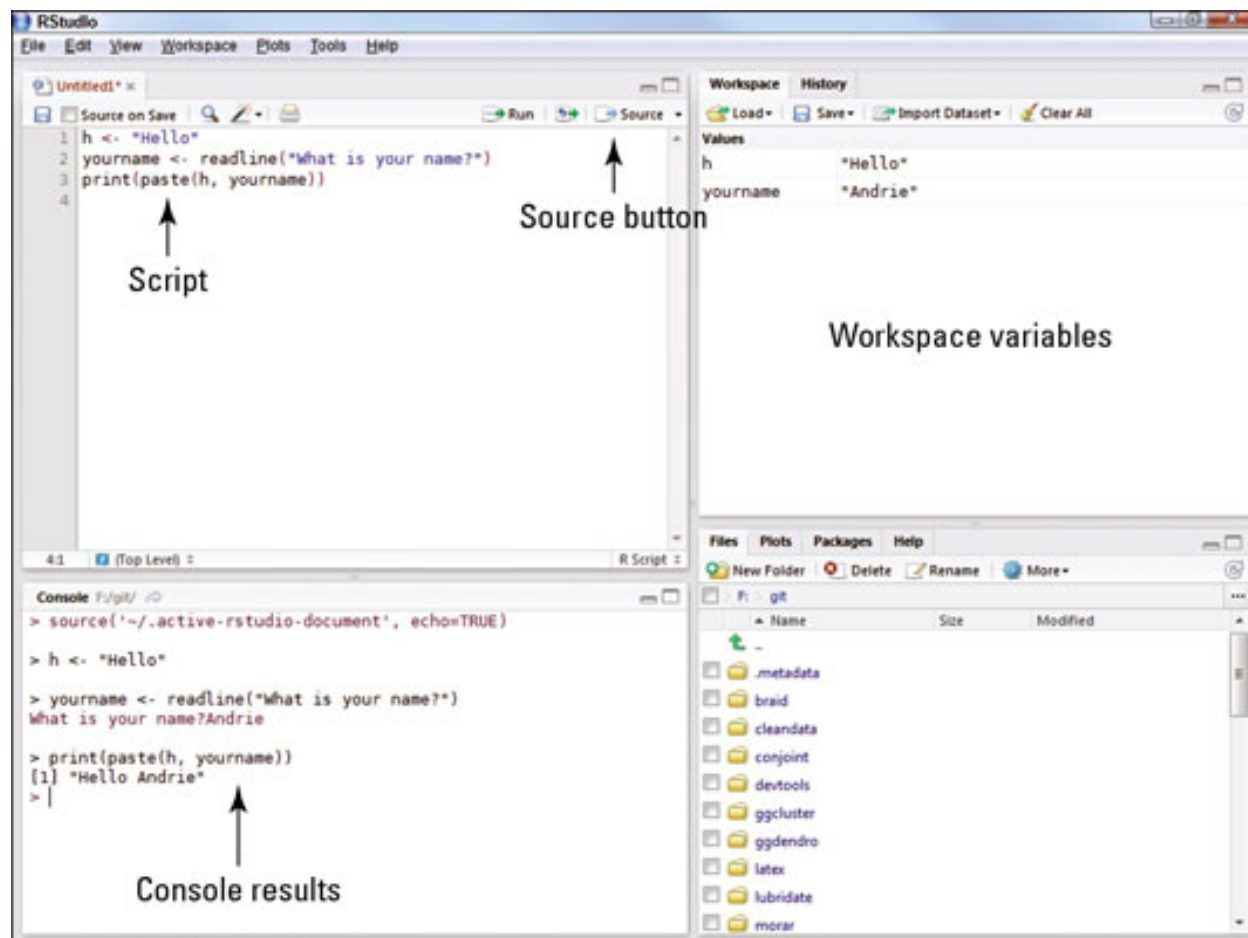 RStudio
File Edit View Workspace Plots Tools Help
Untitled1* ×
Source on Save Run Source
1 h <- "Hello"
2 yourname <- readline("What is your name?")
3 print(paste(h, yourname))
4
Source button
Script
4:1 (Top Level) R Script
Console F:/git/
> source('~/.active-rstudio-document', echo=TRUE)
> h <- "Hello"
> yourname <- readline("What is your name?")
What is your name?Andrie
> print(paste(h, yourname))
[1] "Hello Andrie"
>
Console results
Workspace History
Load Save Import Dataset Clear All
Values
h "Hello"
yourname "Andrie"
Workspace variables
Files Plots Packages Help
New Folder Delete Rename More
F: git
Name Size Modified
..
.metadata
braid
cleandata
conjoint
devtools
ggcluster
ggdendro
latex
lubridate
morar